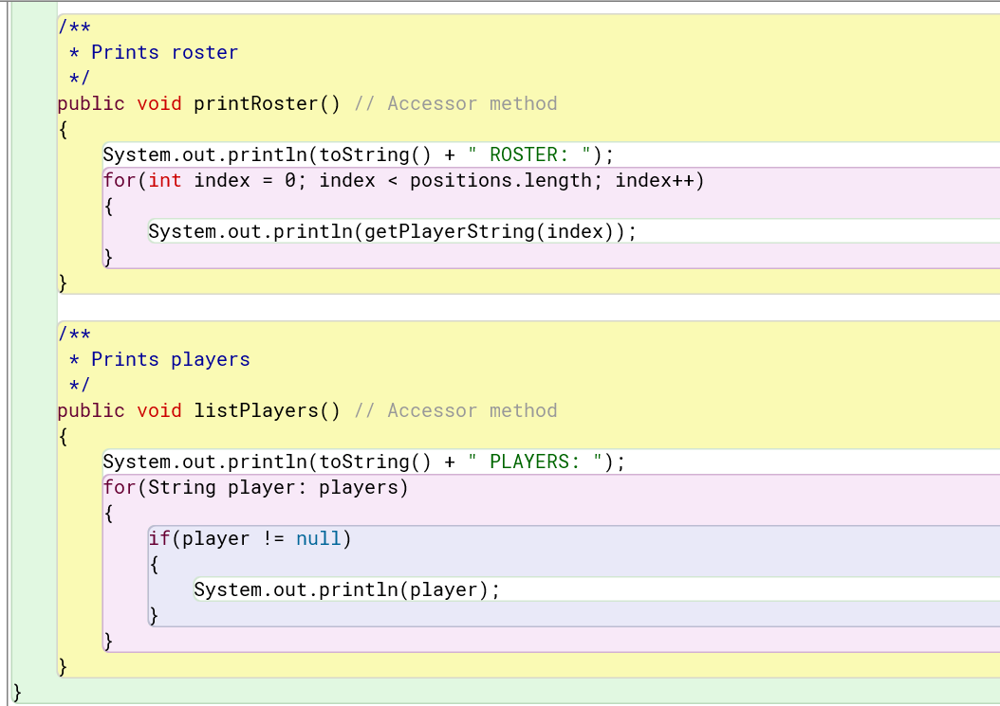 /**
 * Prints roster
 */
public void printRoster() // Accessor method
{
    System.out.println(toString() + " ROSTER: ");
    for(int index = 0; index < positions.length; index++)
    {
        System.out.println(getPlayerString(index));
    }
}

/**
 * Prints players
 */
public void listPlayers() // Accessor method
{
    System.out.println(toString() + " PLAYERS: ");
    for(String player: players)
    {
        if(player != null)
        {
            System.out.println(player);
        }
    }
}
}